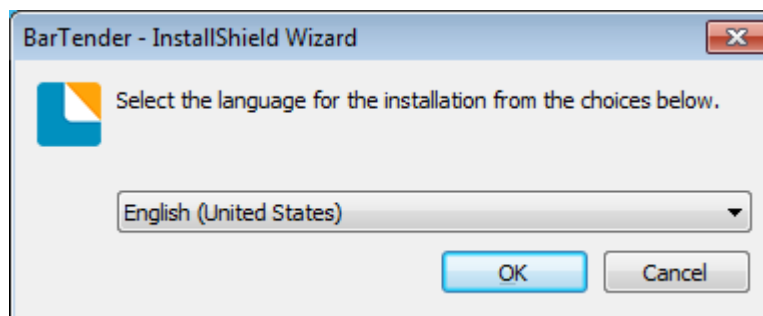 BarTender - InstallShield Wizard
Select the language for the installation from the choices below.
English (United States)
OK
Cancel